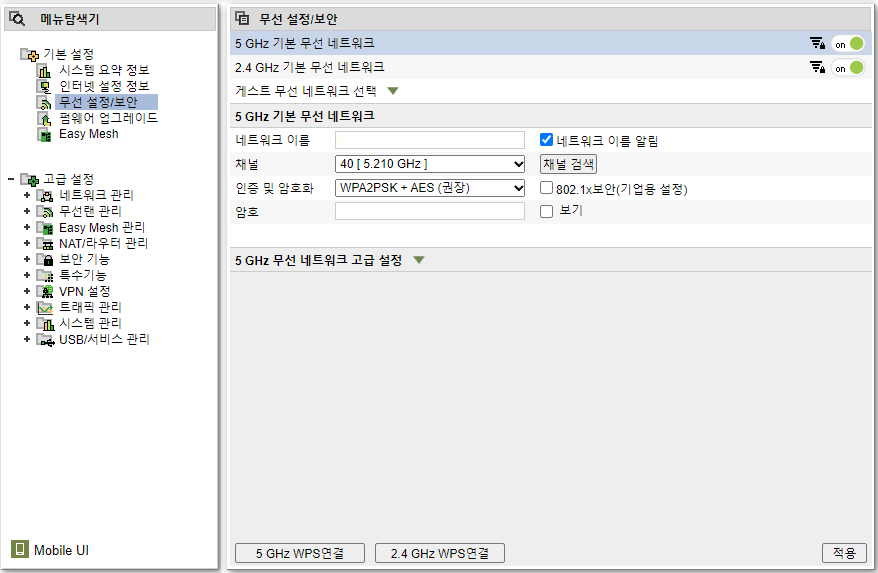 메뉴탐색기
기본 설정
시스템 요약 정보
인터넷 설정 정보
무선 설정/보안
펌웨어 업그레이드
Easy Mesh
고급 설정
네트워크 관리
무선랜 관리
Easy Mesh 관리
NAT/라우터 관리
보안 기능
특수기능
VPN 설정
트래픽 관리
시스템 관리
USB/서비스 관리
Mobile UI
무선 설정/보안
5 GHz 기본 무선 네트워크 on
2.4 GHz 기본 무선 네트워크 on
게스트 무선 네트워크 선택
5 GHz 기본 무선 네트워크
네트워크 이름 네트워크 이름 알림
채널 40 [ 5.210 GHz ] 채널 검색
인증 및 암호화 WPA2PSK + AES (권장) 802.1x보안(기업용 설정)
암호 보기
5 GHz 무선 네트워크 고급 설정
5 GHz WPS연결 2.4 GHz WPS연결 적용